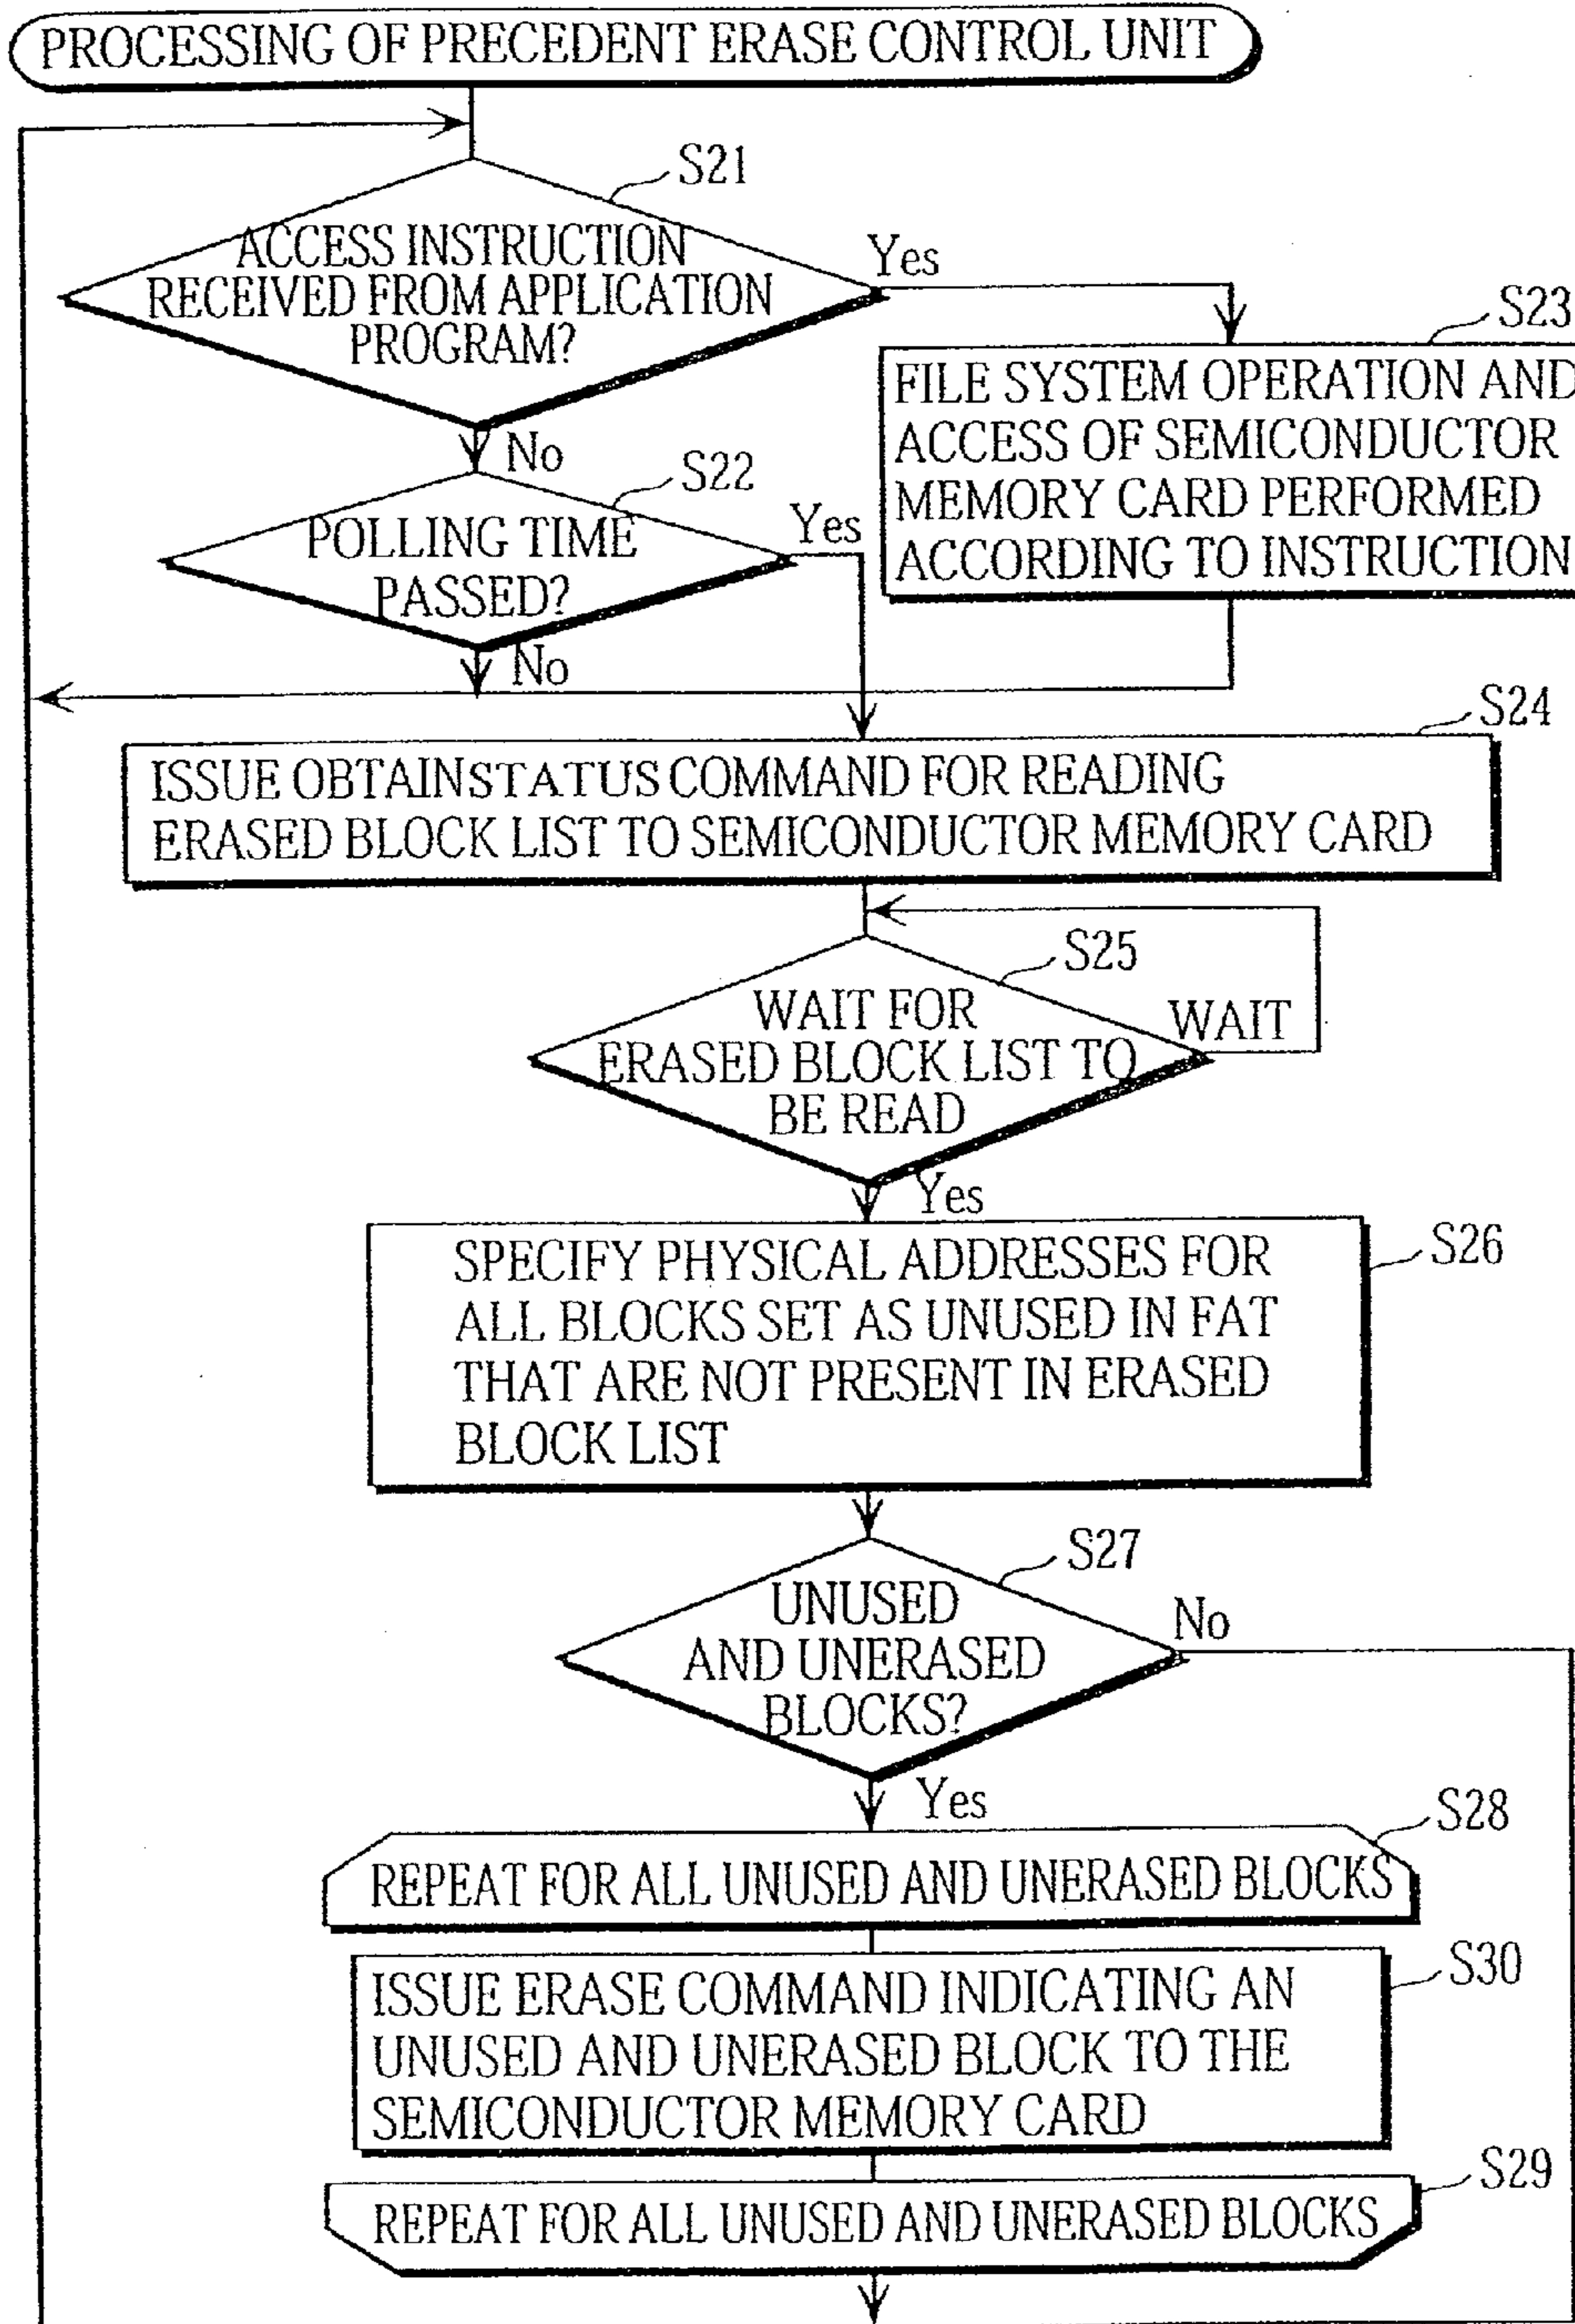 PROCESSING OF PRECEDENT ERASE CONTROL UNIT
S21
ACCESS INSTRUCTION
RECEIVED FROM APPLICATION
PROGRAM?
Yes
No
S23
FILE SYSTEM OPERATION AND
ACCESS OF SEMICONDUCTOR
MEMORY CARD PERFORMED
ACCORDING TO INSTRUCTION
S22
POLLING TIME
PASSED?
Yes
No
S24
ISSUE OBTAINSTATUS COMMAND FOR READING
ERASED BLOCK LIST TO SEMICONDUCTOR MEMORY CARD
S25
WAIT FOR
ERASED BLOCK LIST TO
BE READ
WAIT
Yes
S26
SPECIFY PHYSICAL ADDRESSES FOR
ALL BLOCKS SET AS UNUSED IN FAT
THAT ARE NOT PRESENT IN ERASED
BLOCK LIST
S27
UNUSED
AND UNERASED
BLOCKS?
No
Yes
S28
REPEAT FOR ALL UNUSED AND UNERASED BLOCKS
S30
ISSUE ERASE COMMAND INDICATING AN
UNUSED AND UNERASED BLOCK TO THE
SEMICONDUCTOR MEMORY CARD
S29
REPEAT FOR ALL UNUSED AND UNERASED BLOCKS